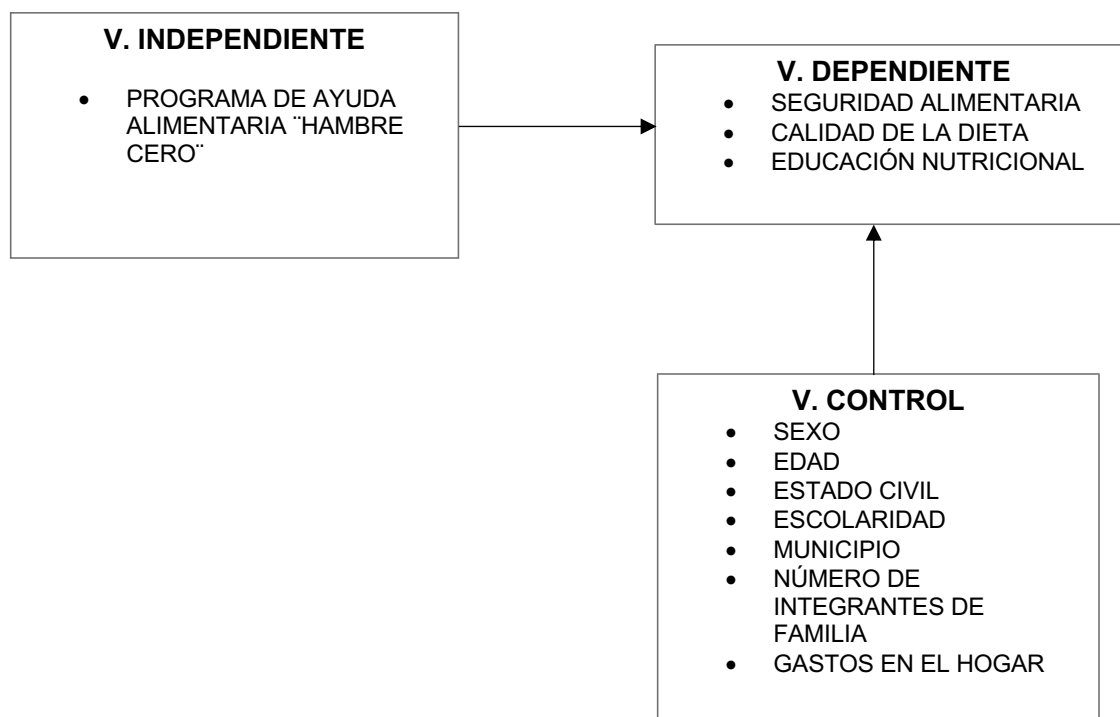 V. INDEPENDIENTE
• PROGRAMA DE AYUDA
ALIMENTARIA ¨HAMBRE
CERO¨
V. DEPENDIENTE
• SEGURIDAD ALIMENTARIA
• CALIDAD DE LA DIETA
• EDUCACIÓN NUTRICIONAL
V. CONTROL
• SEXO
• EDAD
• ESTADO CIVIL
• ESCOLARIDAD
• MUNICIPIO
• NÚMERO DE
INTEGRANTES DE
FAMILIA
• GASTOS EN EL HOGAR